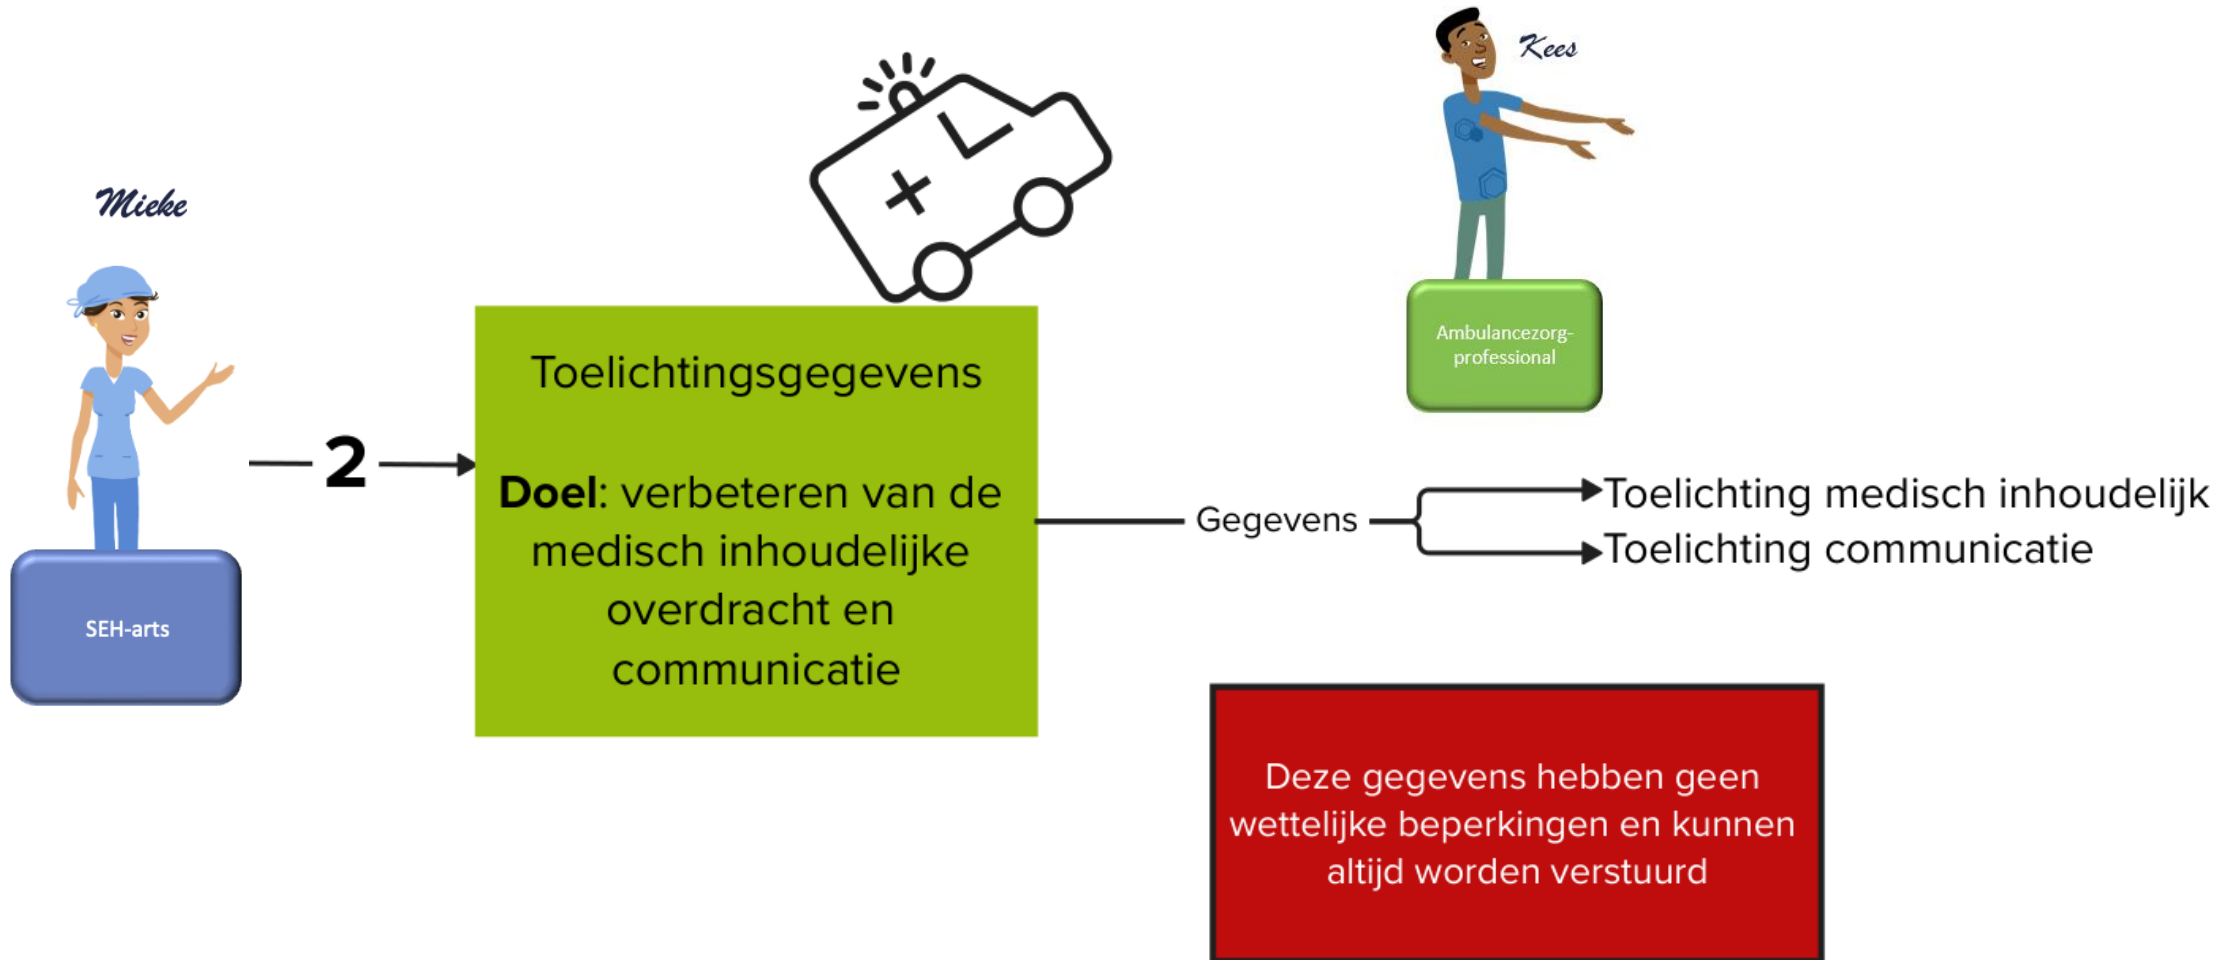 Kees
Mieke
Ambulancezorg-
professional
Toelichtingsgegevens
2
Doel: verbeteren van de
medisch inhoudelijke
overdracht en
communicatie
Gegevens
Toelichting medisch inhoudelijk
Toelichting communicatie
SEH-arts
Deze gegevens hebben geen
wettelijke beperkingen en kunnen
altijd worden verstuurd